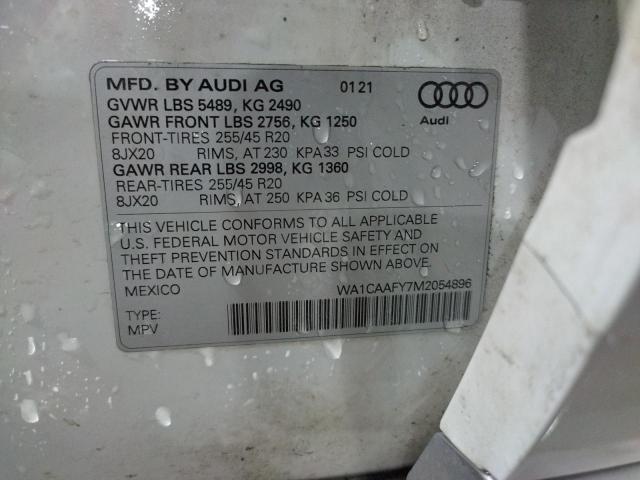 MFD. BY AUDI AG 01 21
GVWR LBS 5489, KG 2490
GAWR FRONT LBS 2756, KG 1250
Audi
FRONT-TIRES 255/45 R20
8JX20 RIMS, AT 230 KPA 33 PSI COLD
GAWR REAR LBS 2998, KG 1360
REAR-TIRES 255/45 R20
8JX20 RIMS, AT 250 KPA 36 PSI COLD
THIS VEHICLE CONFORMS TO ALL APPLICABLE
U.S. FEDERAL MOTOR VEHICLE SAFETY AND
THEFT PREVENTION STANDARDS IN EFFECT ON
THE DATE OF MANUFACTURE SHOWN ABOVE.
MEXICO WA1CAAFY7M2054896
TYPE:
MPV